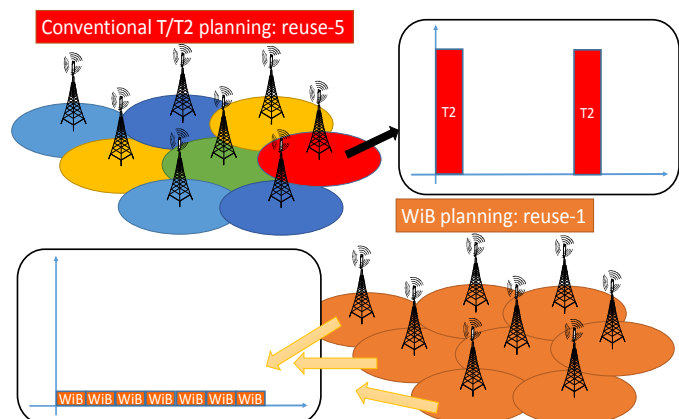 Conventional T/T2 planning: reuse-5
T2 T2
WiB planning: reuse-1
WiB WiB WiB WiB WiB WiB WiB